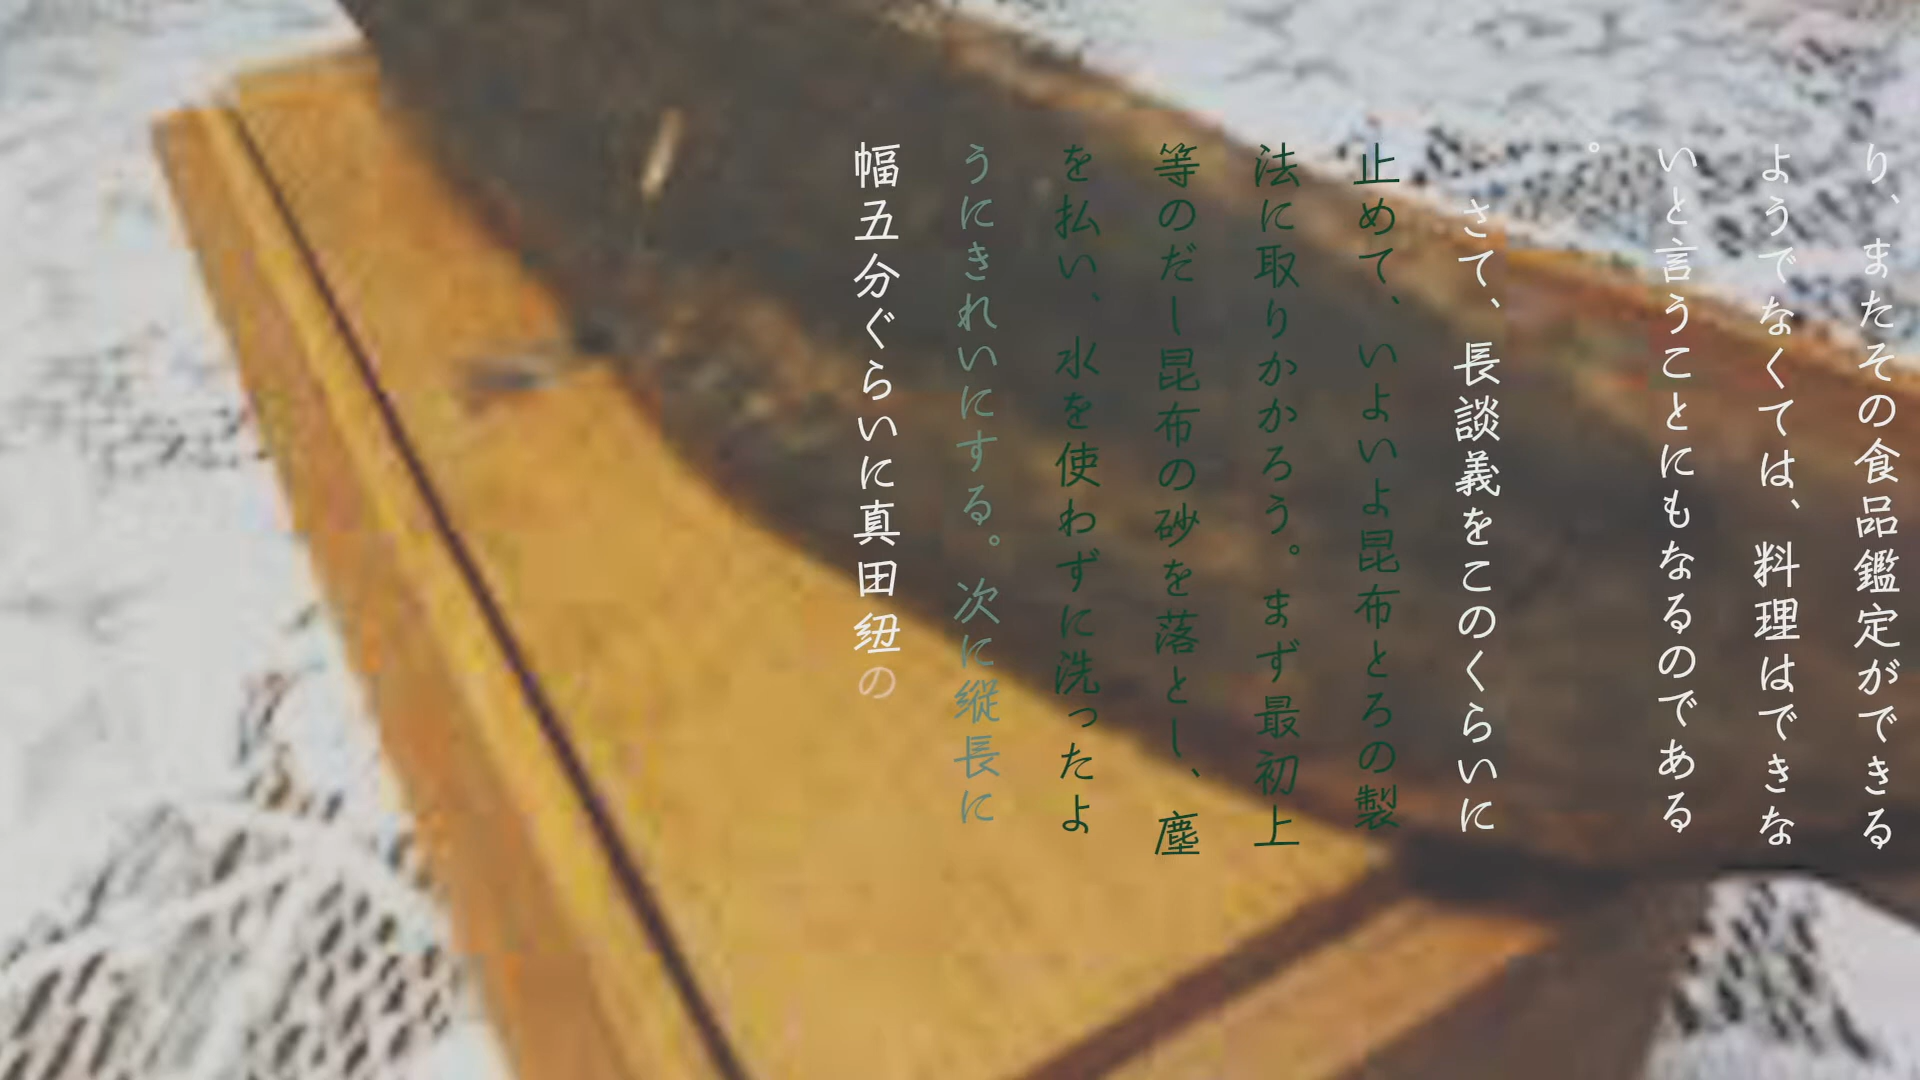 り、またその食品鑑定ができる
ようでなくては、料理はできな
いと言うことにもなるのである
。
さて、長談義をこのくらいに
止めて、いよいよ昆布とろの製
法に取りかかろう。まず最初上
等のだし昆布の砂を落とし、塵
を払い、水を使わずに洗ったよ
うにきれいにする。次に縦長に
幅五分ぐらいに真田紐の